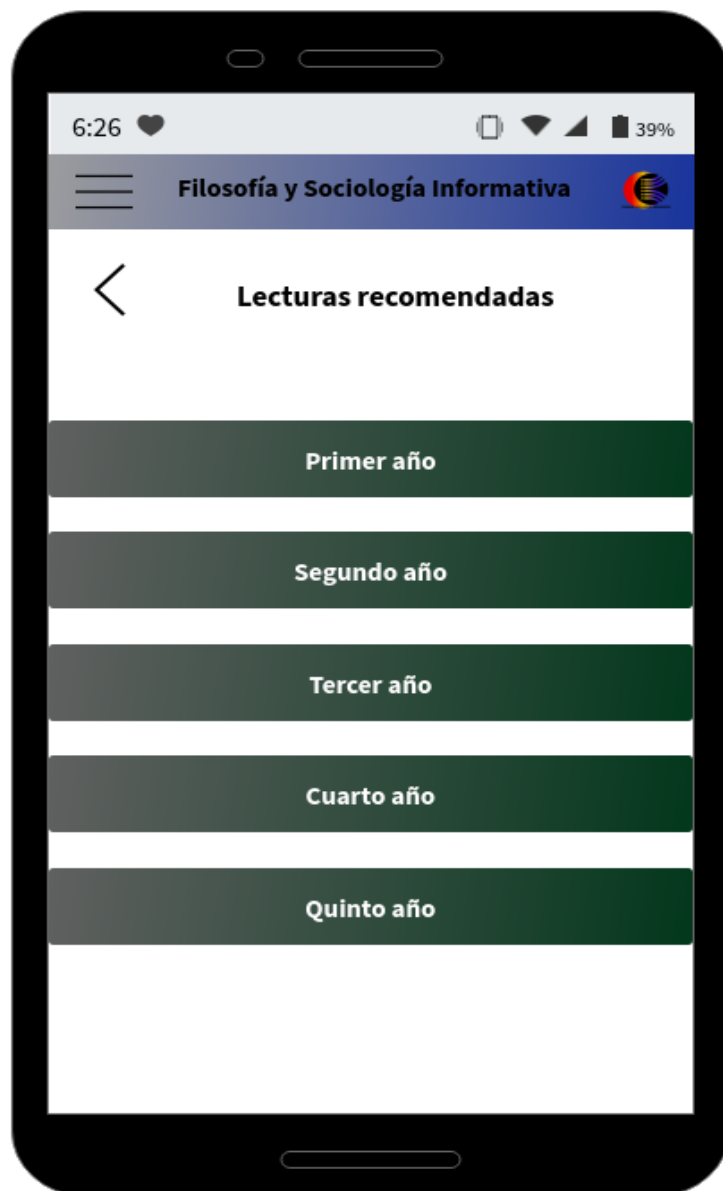 6:26
39%
Filosofía y Sociología Informativa
Lecturas recomendadas
Primer año
Segundo año
Tercer año
Cuarto año
Quinto año